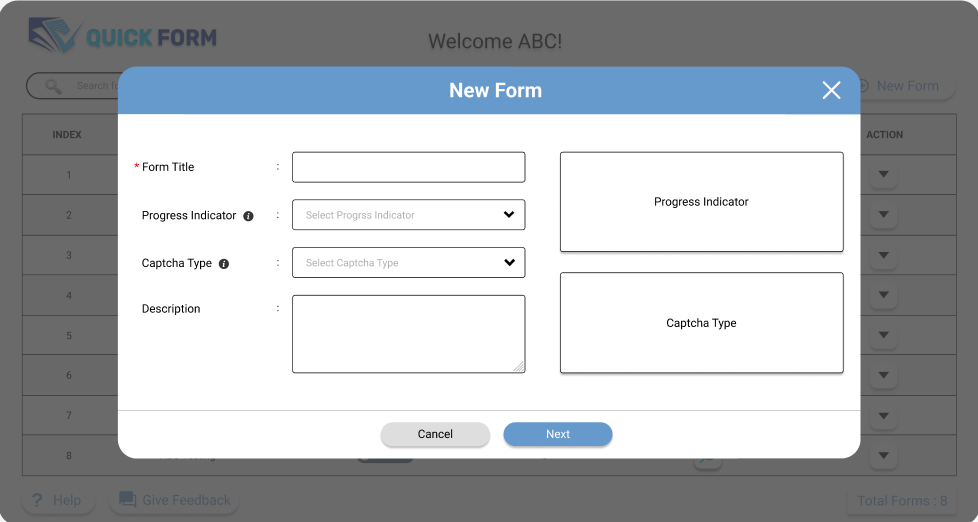 QUICK FORM
Welcome ABC!
Search
New Form
New Form
INDEX
ACTION
1
2
3
4
5
6
7
8
* Form Title :
Progress Indicator i :
Select Progrss Indicator
Captcha Type i :
Select Captcha Type
Description :
Progress Indicator
Captcha Type
Cancel
Next
? Help
Give Feedback
Total Forms : 8